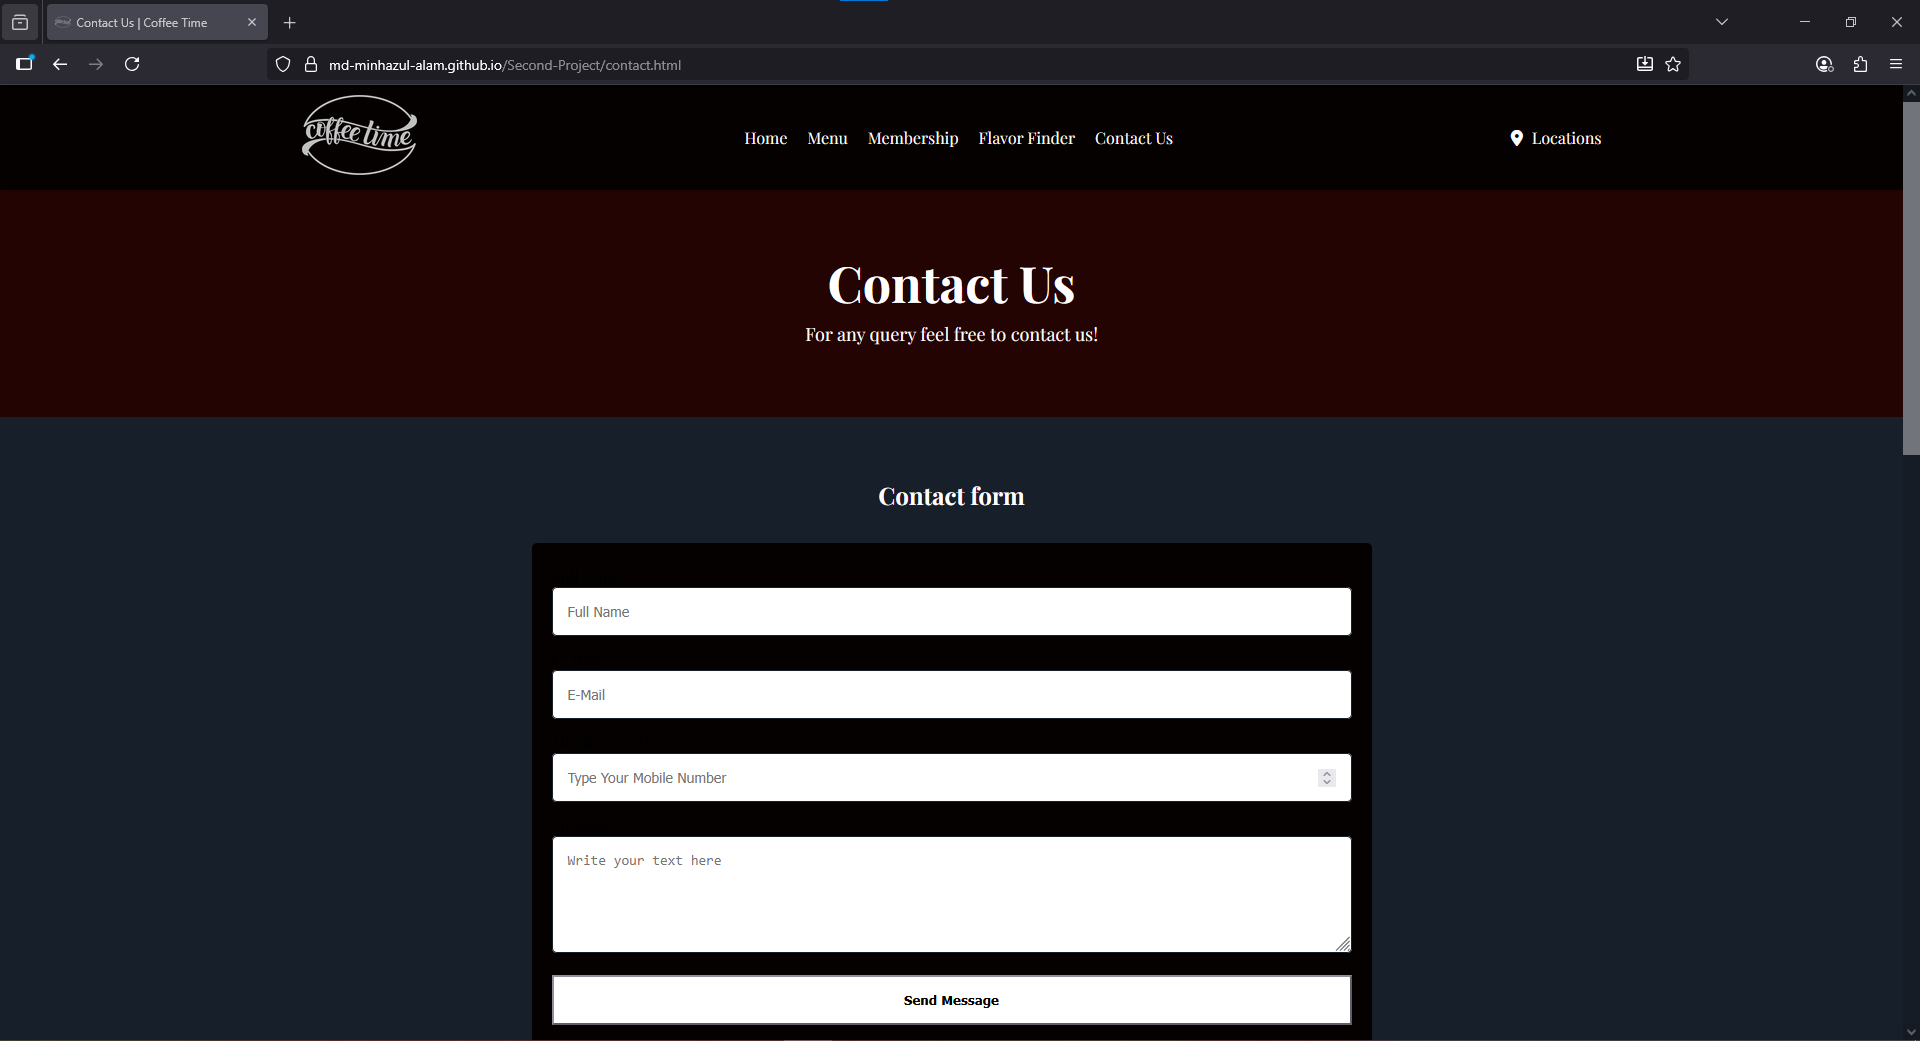 Contact Us | Coffee Time
md-minhazul-alam.github.io/Second-Project/contact.html
coffee time
Home Menu Membership Flavor Finder Contact Us
Locations
Contact Us
For any query feel free to contact us!
Contact form
Full Name
E-Mail
Type Your Mobile Number
Write your text here
Send Message